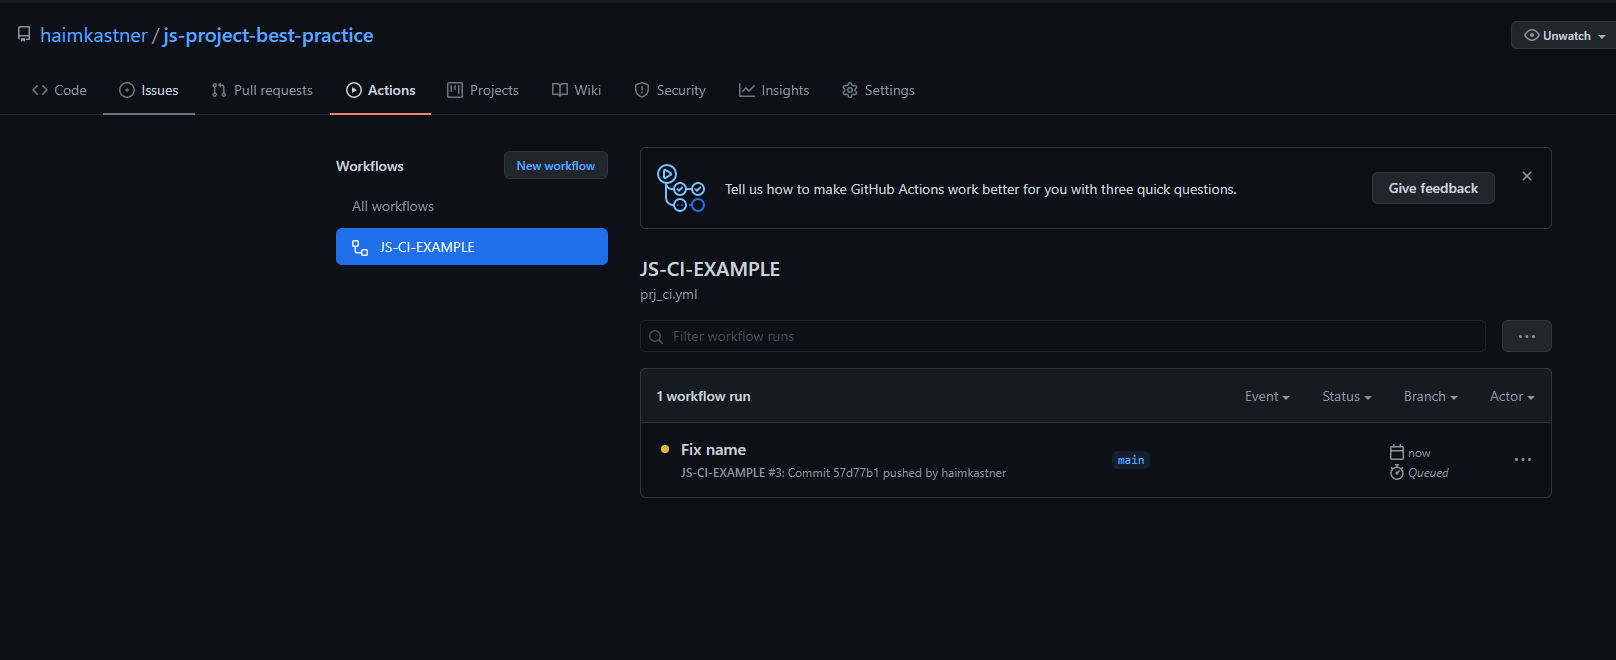 haimkastner / js-project-best-practice
Unwatch
Code Issues Pull requests Actions Projects Wiki Security Insights Settings
Workflows
New workflow
All workflows
JS-CI-EXAMPLE
Tell us how to make GitHub Actions work better for you with three quick questions.
Give feedback
JS-CI-EXAMPLE
prj_ci.yml
Filter workflow runs
1 workflow run
Event Status Branch Actor
Fix name
JS-CI-EXAMPLE #3: Commit 57d77b1 pushed by haimkastner
main
now
Queued